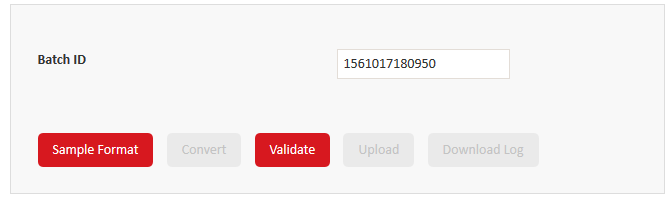 Batch ID 1561017180950
Sample Format Convert Validate Upload Download Log